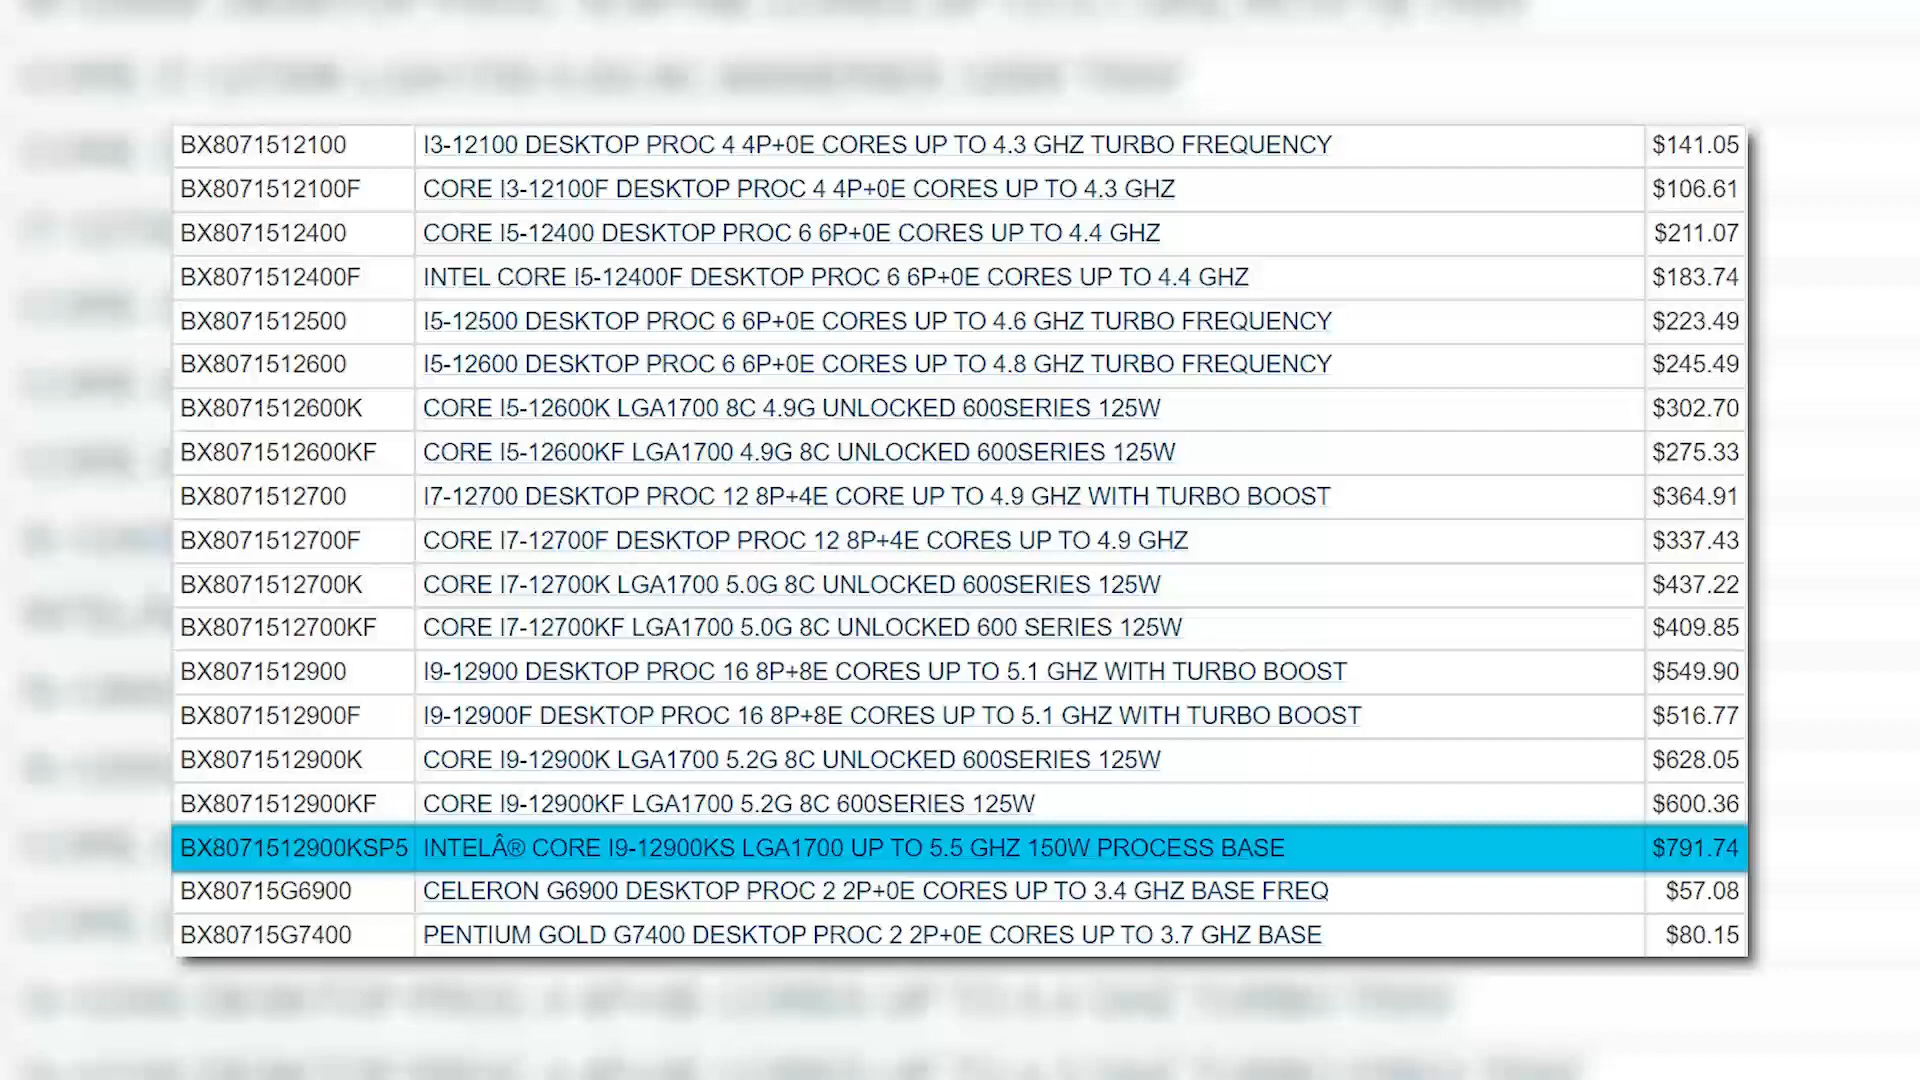 BX8071512100 I3-12100 DESKTOP PROC 4 4P+0E CORES UP TO 4.3 GHZ TURBO FREQUENCY $141.05
BX8071512100F CORE I3-12100F DESKTOP PROC 4 4P+0E CORES UP TO 4.3 GHZ $106.61
BX8071512400 CORE I5-12400 DESKTOP PROC 6 6P+0E CORES UP TO 4.4 GHZ $211.07
BX8071512400F INTEL CORE I5-12400F DESKTOP PROC 6 6P+0E CORES UP TO 4.4 GHZ $183.74
BX8071512500 I5-12500 DESKTOP PROC 6 6P+0E CORES UP TO 4.6 GHZ TURBO FREQUENCY $223.49
BX8071512600 I5-12600 DESKTOP PROC 6 6P+0E CORES UP TO 4.8 GHZ TURBO FREQUENCY $245.49
BX8071512600K CORE I5-12600K LGA1700 8C 4.9G UNLOCKED 600SERIES 125W $302.70
BX8071512600KF CORE I5-12600KF LGA1700 4.9G 8C UNLOCKED 600SERIES 125W $275.33
BX8071512700 I7-12700 DESKTOP PROC 12 8P+4E CORE UP TO 4.9 GHZ WITH TURBO BOOST $364.91
BX8071512700F CORE I7-12700F DESKTOP PROC 12 8P+4E CORES UP TO 4.9 GHZ $337.43
BX8071512700K CORE I7-12700K LGA1700 5.0G 8C UNLOCKED 600SERIES 125W $437.22
BX8071512700KF CORE I7-12700KF LGA1700 5.0G 8C UNLOCKED 600 SERIES 125W $409.85
BX8071512900 I9-12900 DESKTOP PROC 16 8P+8E CORES UP TO 5.1 GHZ WITH TURBO BOOST $549.90
BX8071512900F I9-12900F DESKTOP PROC 16 8P+8E CORES UP TO 5.1 GHZ WITH TURBO BOOST $516.77
BX8071512900K CORE I9-12900K LGA1700 5.2G 8C UNLOCKED 600SERIES 125W $628.05
BX8071512900KF CORE I9-12900KF LGA1700 5.2G 8C 600SERIES 125W $600.36
BX8071512900KSP5 INTELÂ® CORE I9-12900KS LGA1700 UP TO 5.5 GHZ 150W PROCESS BASE $791.74
BX80715G6900 CELERON G6900 DESKTOP PROC 2 2P+0E CORES UP TO 3.4 GHZ BASE FREQ $57.08
BX80715G7400 PENTIUM GOLD G7400 DESKTOP PROC 2 2P+0E CORES UP TO 3.7 GHZ BASE $80.15